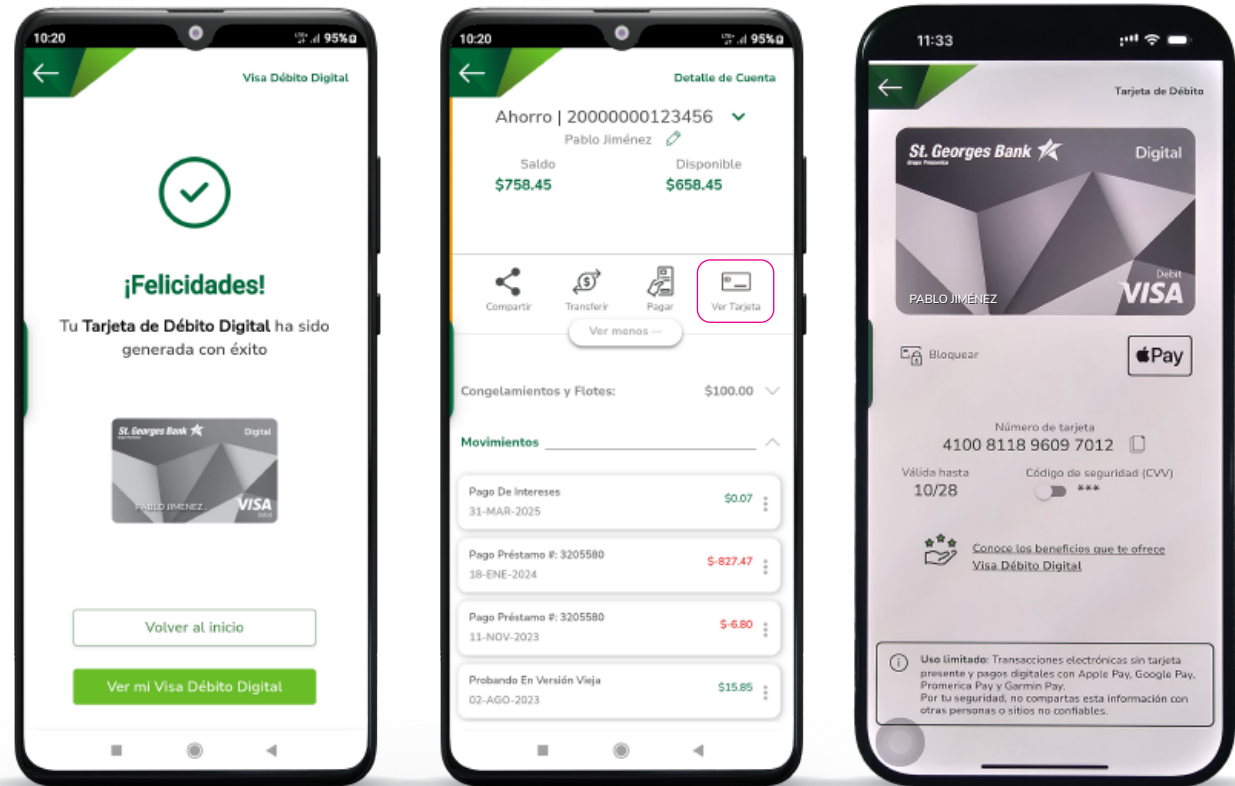 10:20
95%
Visa Débito Digital
¡Felicidades!
Tu Tarjeta de Débito Digital ha sido
generada con éxito
St. Georges Bank
Digital
PABLO JIMÉNEZ
VISA
Debit
Volver al inicio
Ver mi Visa Débito Digital
10:20
95%
Detalle de Cuenta
Ahorro | 20000000123456
Pablo Jiménez
Saldo Disponible
$758.45 $658.45
Compartir Transferir Pagar Ver Tarjeta
Ver menos —
Congelamientos y Flotes: $100.00
Movimientos
Pago De Intereses
$0.07
31-MAR-2025
Pago Préstamo #: 3205580
$-827.47
18-ENE-2024
Pago Préstamo #: 3205580
$-6.80
11-NOV-2023
Probando En Versión Vieja
$15.85
02-AGO-2023
11:33
Tarjeta de Débito
St. Georges Bank
Grupo Promerica
Digital
Debit
VISA
PABLO JIMÉNEZ
Bloquear
Pay
Número de tarjeta
4100 8118 9609 7012
Válida hasta Código de seguridad (CVV)
10/28 ***
Conoce los beneficios que te ofrece
Visa Débito Digital
Uso limitado: Transacciones electrónicas sin tarjeta
presente y pagos digitales con Apple Pay, Google Pay,
Promerica Pay y Garmin Pay.
Por tu seguridad, no compartas esta información con
otras personas o sitios no confiables.